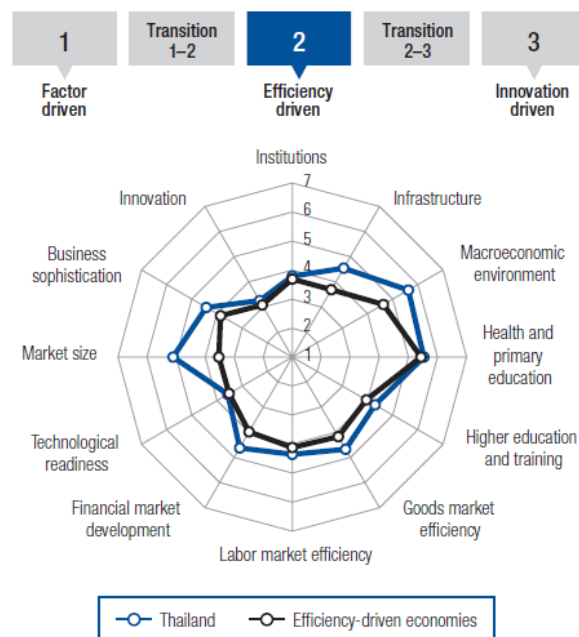 1
Transition
1–2
2
Transition
2–3
3
Factor
driven
Efficiency
driven
Innovation
driven
Institutions
Innovation
7
Infrastructure
6
Business
sophistication
5
Macroeconomic
environment
4
3
2
Market size
1
Health and
primary
education
Technological
readiness
Higher education
and training
Financial market
development
Goods market
efficiency
Labor market efficiency
Thailand
Efficiency-driven economies